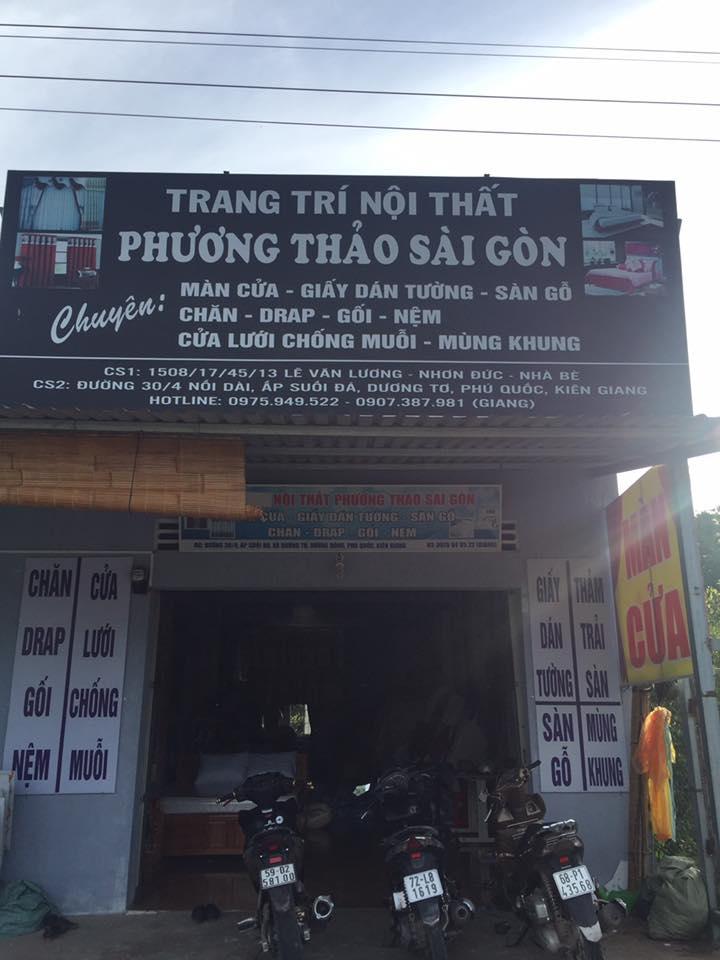 TRANG TRÍ NỘI THẤT
PHƯƠNG THẢO SÀI GÒN
Chuyên:
MÀN CỬA - GIẤY DÁN TƯỜNG - SÀN GỖ
CHĂN - DRAP - GỐI - NỆM
CỬA LƯỚI CHỐNG MUỖI - MÙNG KHUNG
CS1: 1508/17/45/13 LÊ VĂN LƯƠNG - NHƠN ĐỨC - NHÀ BÈ
CS2: ĐƯỜNG 30/4 NỐI DÀI, ẤP SUỐI ĐÁ, DƯƠNG TƠ, PHÚ QUỐC, KIÊN GIANG
HOTLINE: 0975.949.522 - 0907.387.981 (GIANG)
NỘI THẤT PHƯƠNG THẢO SÀI GÒN
CỬA - GIẤY DÁN TƯỜNG - SÀN GỖ
CHĂN - DRAP - GỐI - NỆM
CHĂN
DRAP
GỐI
NỆM
CỬA
LƯỚI
CHỐNG
MUỖI
GIẤY
DÁN
TƯỜNG
SÀN
GỖ
THẢM
TRẢI
SÀN
MÙNG
KHUNG
MÀN
CỬA
59-D2
581 00
72-L8
1619
68-P1
435 68